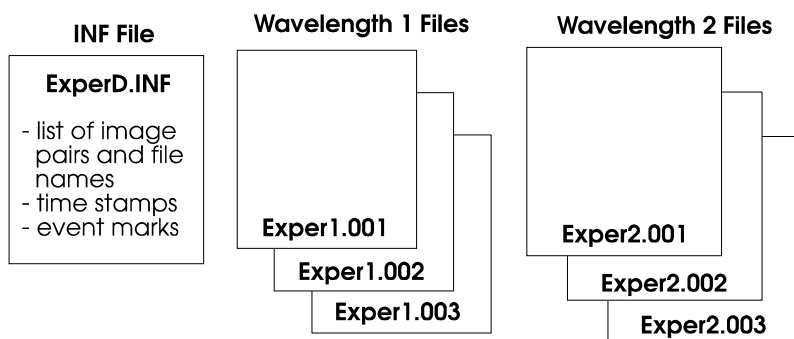 INF File
ExperD.INF
- list of image
pairs and file
names
- time stamps
- event marks
Wavelength 1 Files
Exper1.001
Exper1.002
Exper1.003
Wavelength 2 Files
Exper2.001
Exper2.002
Exper2.003